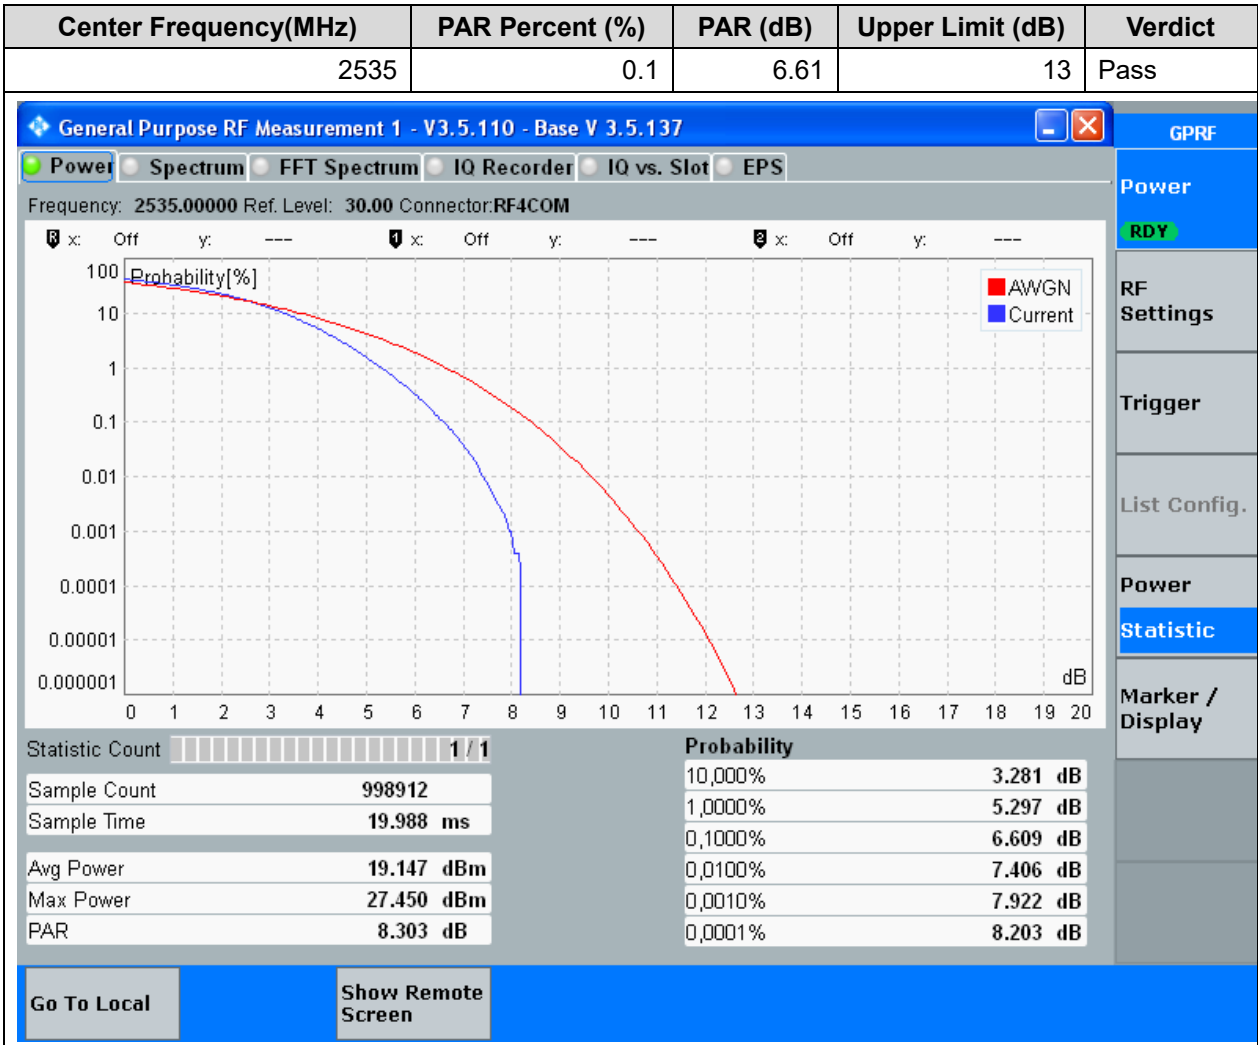 Center Frequency(MHz) PAR Percent (%) PAR (dB) Upper Limit (dB) Verdict
2535 0.1 6.61 13 Pass
General Purpose RF Measurement 1 - V3.5.110 - Base V 3.5.137
GPRF
Power Spectrum FFT Spectrum IQ Recorder IQ vs. Slot EPS
Power
RDY
Frequency: 2535.00000 Ref. Level: 30.00 Connector:RF4COM
R x: Off y: --- 1 x: Off y: --- 2 x: Off y: ---
Probability[%]
AWGN
Current
100
10
1
0.1
0.01
0.001
0.0001
0.00001
0.000001
dB
0 1 2 3 4 5 6 7 8 9 10 11 12 13 14 15 16 17 18 19 20
RF
Settings
Trigger
List Config.
Power
Statistic
Marker /
Display
Statistic Count 1 / 1
Sample Count 998912
Sample Time 19.988 ms
Avg Power 19.147 dBm
Max Power 27.450 dBm
PAR 8.303 dB
Probability
10,000% 3.281 dB
1,0000% 5.297 dB
0,1000% 6.609 dB
0,0100% 7.406 dB
0,0010% 7.922 dB
0,0001% 8.203 dB
Go To Local
Show Remote
Screen